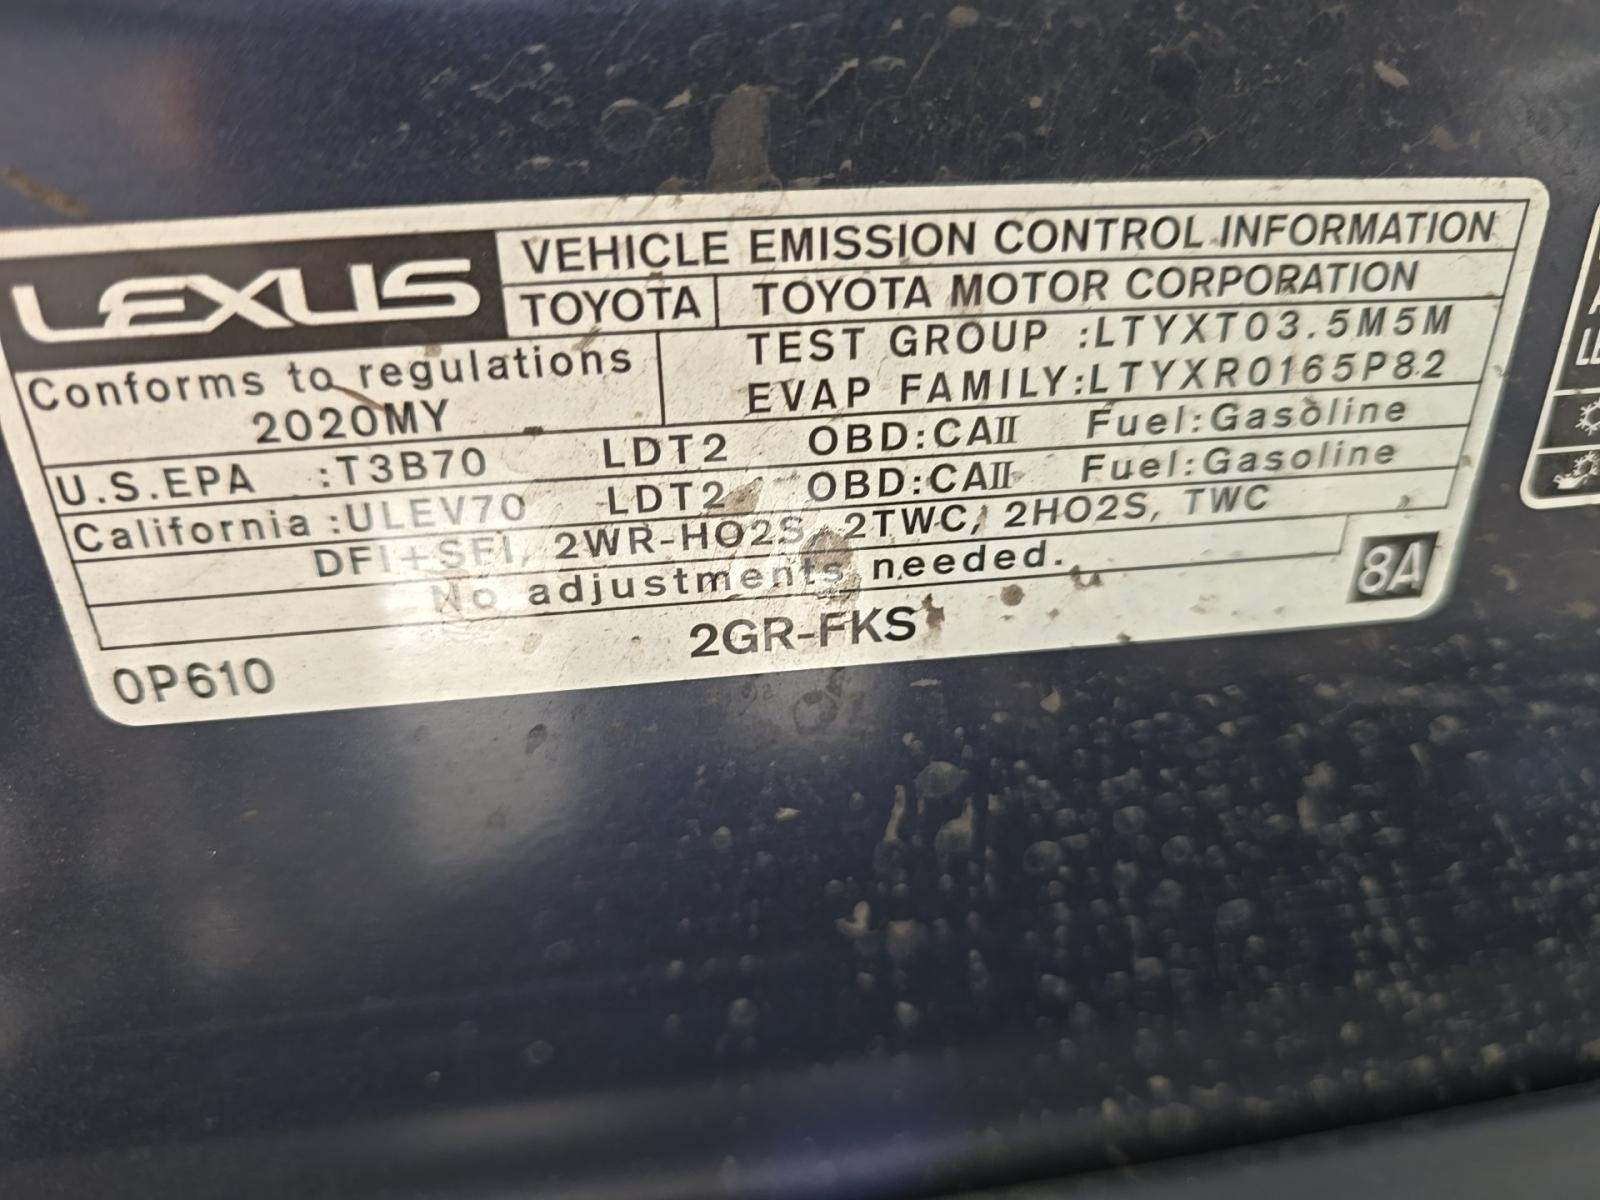 LEXUS
VEHICLE EMISSION CONTROL INFORMATION
TOYOTA TOYOTA MOTOR CORPORATION
Conforms to regulations
2020MY
TEST GROUP :LTYXT03.5M5M
EVAP FAMILY:LTYXR0165P82
U.S.EPA :T3B70 LDT2 OBD:CAII Fuel:Gasoline
California :ULEV70 LDT2 OBD:CAII Fuel:Gasoline
DFI+SFI, 2WR-HO2S, 2TWC, 2HO2S, TWC
No adjustments needed.
8A
0P610 2GR-FKS